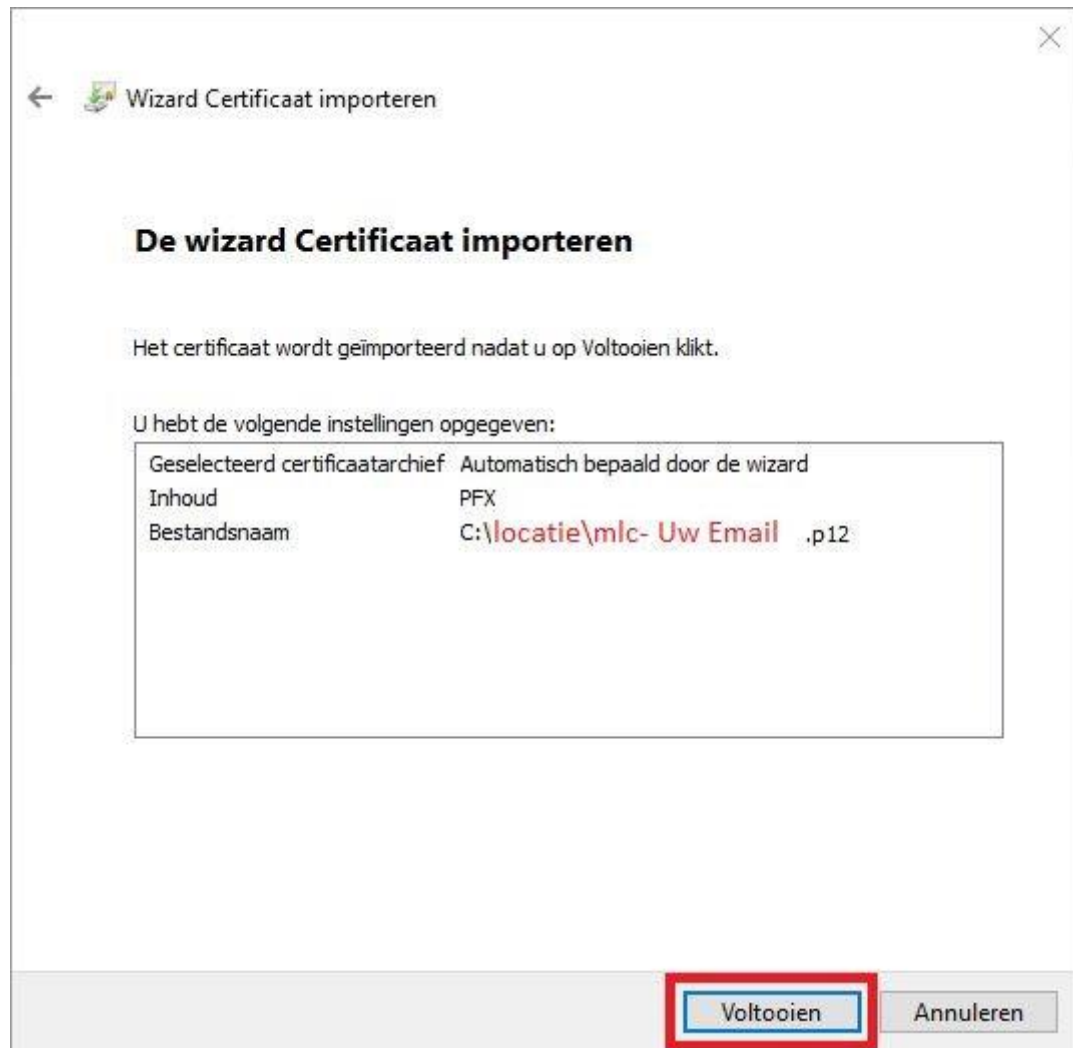 Wizard Certificaat importeren
De wizard Certificaat importeren
Het certificaat wordt geïmporteerd nadat u op Voltooien klikt.
U hebt de volgende instellingen opgegeven:
Geselecteerd certificaatarchief Automatisch bepaald door de wizard
Inhoud PFX
Bestandsnaam C:\locatie\mlc- Uw Email .p12
Voltooien Annuleren